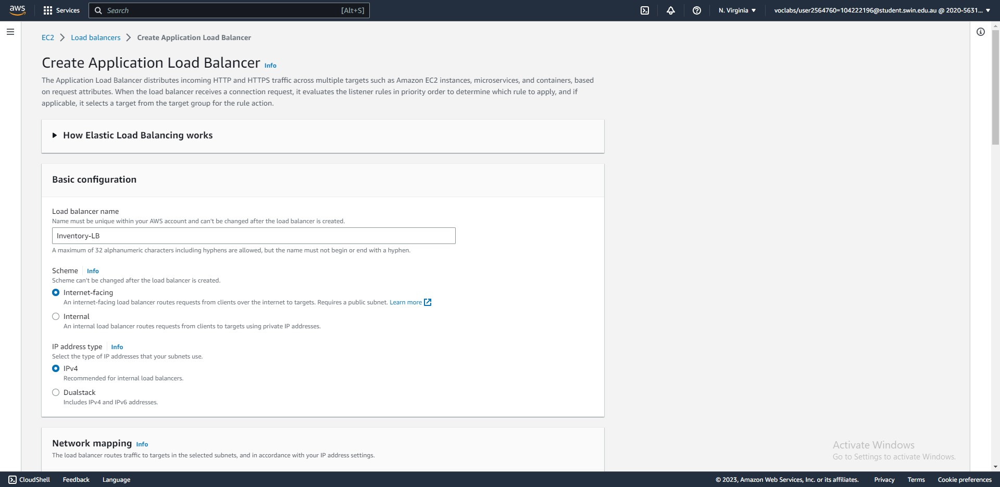 aws
Services
Search
[Alt+S]
N. Virginia
voclabs/user2564760=104222196@student.swin.edu.au @ 2020-5631...
EC2 > Load balancers > Create Application Load Balancer
Create Application Load Balancer Info
The Application Load Balancer distributes incoming HTTP and HTTPS traffic across multiple targets such as Amazon EC2 instances, microservices, and containers, based
on request attributes. When the load balancer receives a connection request, it evaluates the listener rules in priority order to determine which rule to apply, and if
applicable, it selects a target from the target group for the rule action.
How Elastic Load Balancing works
Basic configuration
Load balancer name
Name must be unique within your AWS account and can't be changed after the load balancer is created.
Inventory-LB
A maximum of 32 alphanumeric characters including hyphens are allowed, but the name must not begin or end with a hyphen.
Scheme Info
Scheme can't be changed after the load balancer is created.
Internet-facing
An internet-facing load balancer routes requests from clients over the internet to targets. Requires a public subnet. Learn more
Internal
An internal load balancer routes requests from clients to targets using private IP addresses.
IP address type Info
Select the type of IP addresses that your subnets use.
IPv4
Recommended for internal load balancers.
Dualstack
Includes IPv4 and IPv6 addresses.
Network mapping Info
The load balancer routes traffic to targets in the selected subnets, and in accordance with your IP address settings.
Activate Windows
Go to Settings to activate Windows.
CloudShell
Feedback
Language
© 2023, Amazon Web Services, Inc. or its affiliates.
Privacy
Terms
Cookie preferences